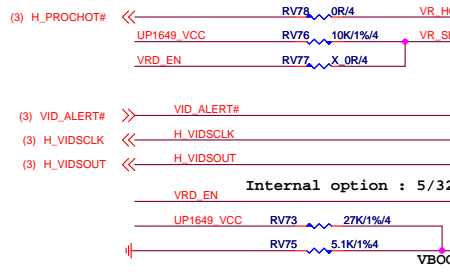 (3) H_PROCHOT# RV78 0R/4 VR_H
UP1649_VCC RV76 10K/1%/4 VR_S
VRD_EN RV77 X_0R/4
(3) VID_ALERT# VID_ALERT#
(3) H_VIDSCLK H_VIDSCLK
(3) H_VIDSOUT H_VIDSOUT
Internal option : 5/32
VRD_EN
UP1649_VCC RV73 27K/1%/4
RV75 5.1K/1%4
VBOO